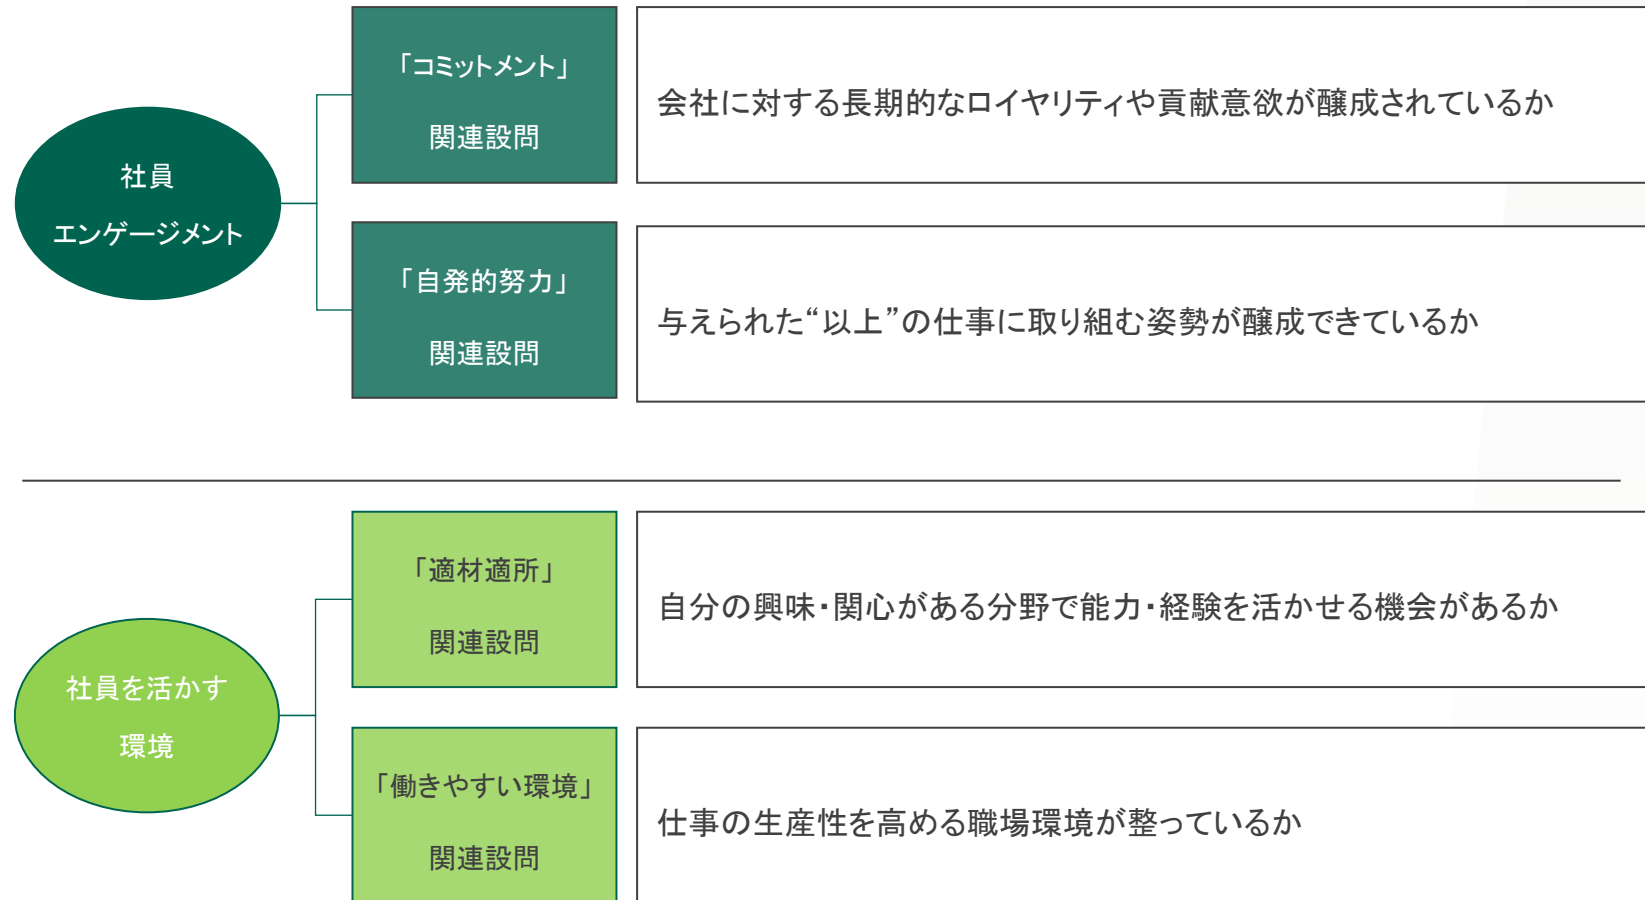 社員
エンゲージメント
「コミットメント」
関連設問
会社に対する長期的なロイヤリティや貢献意欲が醸成されているか
「自発的努力」
関連設問
与えられた“以上”の仕事に取り組む姿勢が醸成できているか
社員を活かす
環境
「適材適所」
関連設問
自分の興味・関心がある分野で能力・経験を活かせる機会があるか
「働きやすい環境」
関連設問
仕事の生産性を高める職場環境が整っているか